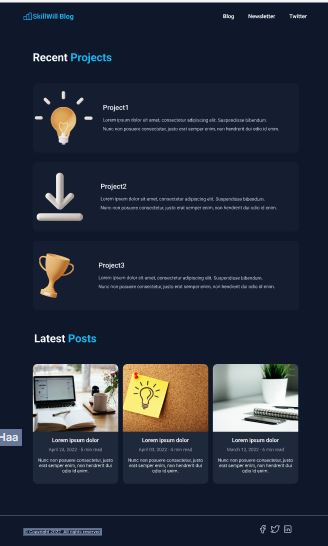 SkillWill Blog
Blog Newsletter Twitter
Recent Projects
Project1
Lorem ipsum dolor sit amet, consectetur adipiscing elit. Suspendisse bibendum.
Nunc non posuere consectetur, justo erat semper enim, non hendrerit dui odio id enim.
Project2
Lorem ipsum dolor sit amet, consectetur adipiscing elit. Suspendisse bibendum.
Nunc non posuere consectetur, justo erat semper enim, non hendrerit dui odio id enim.
Project3
Lorem ipsum dolor sit amet, consectetur adipiscing elit. Suspendisse bibendum.
Nunc non posuere consectetur, justo erat semper enim, non hendrerit dui odio id enim.
Latest Posts
Haa
Lorem ipsum dolor
April 24, 2022 · 5 min read
Nunc non posuere consectetur, justo
erat semper enim, non hendrerit dui
odio id enim.
Lorem ipsum dolor
April 03, 2022 · 4 min read
Nunc non posuere consectetur, justo
erat semper enim, non hendrerit dui
odio id enim.
Lorem ipsum dolor
March 12, 2022 · 6 min read
Nunc non posuere consectetur, justo
erat semper enim, non hendrerit dui
odio id enim.
© Copyright 2022. All rights reserved.